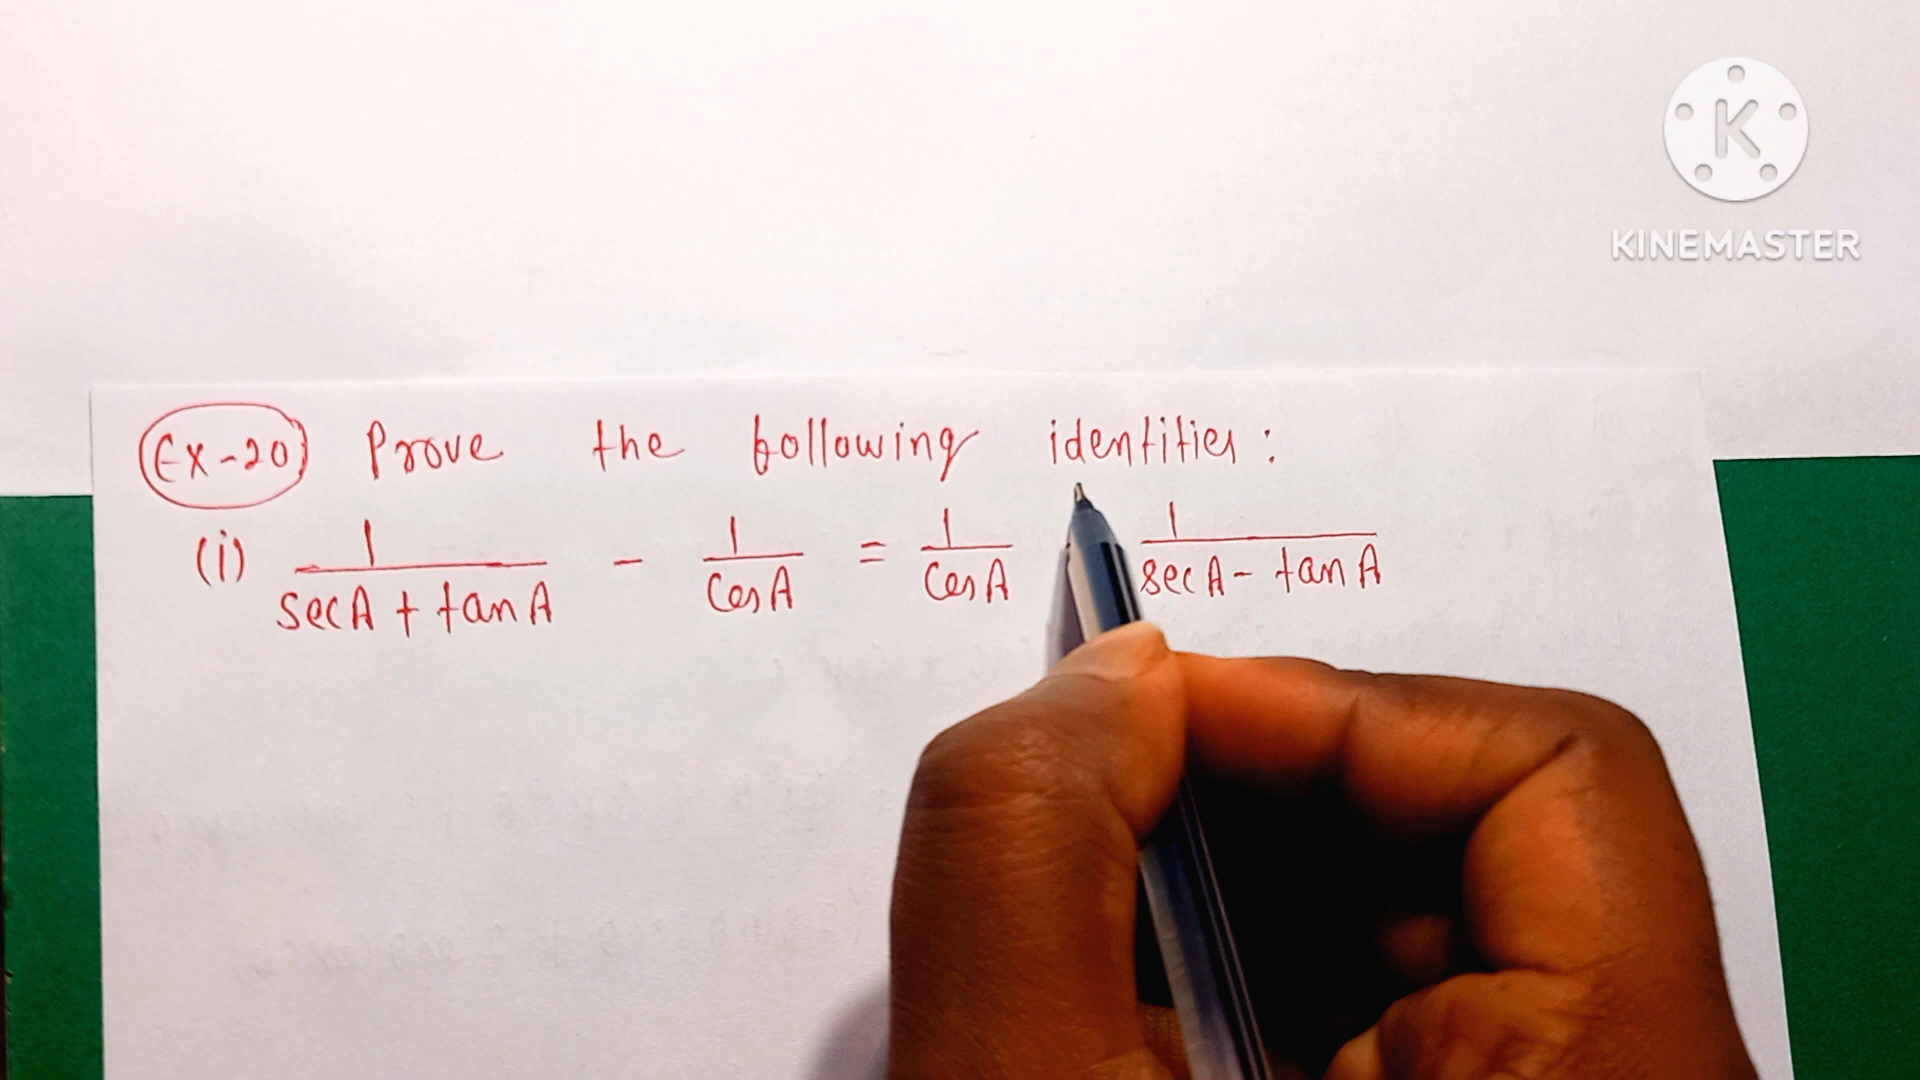 K
KINEMASTER
Ex-20 Prove the following identities:
(i) 1/(secA + tanA) - 1/CosA = 1/CosA 1/(secA - tanA)